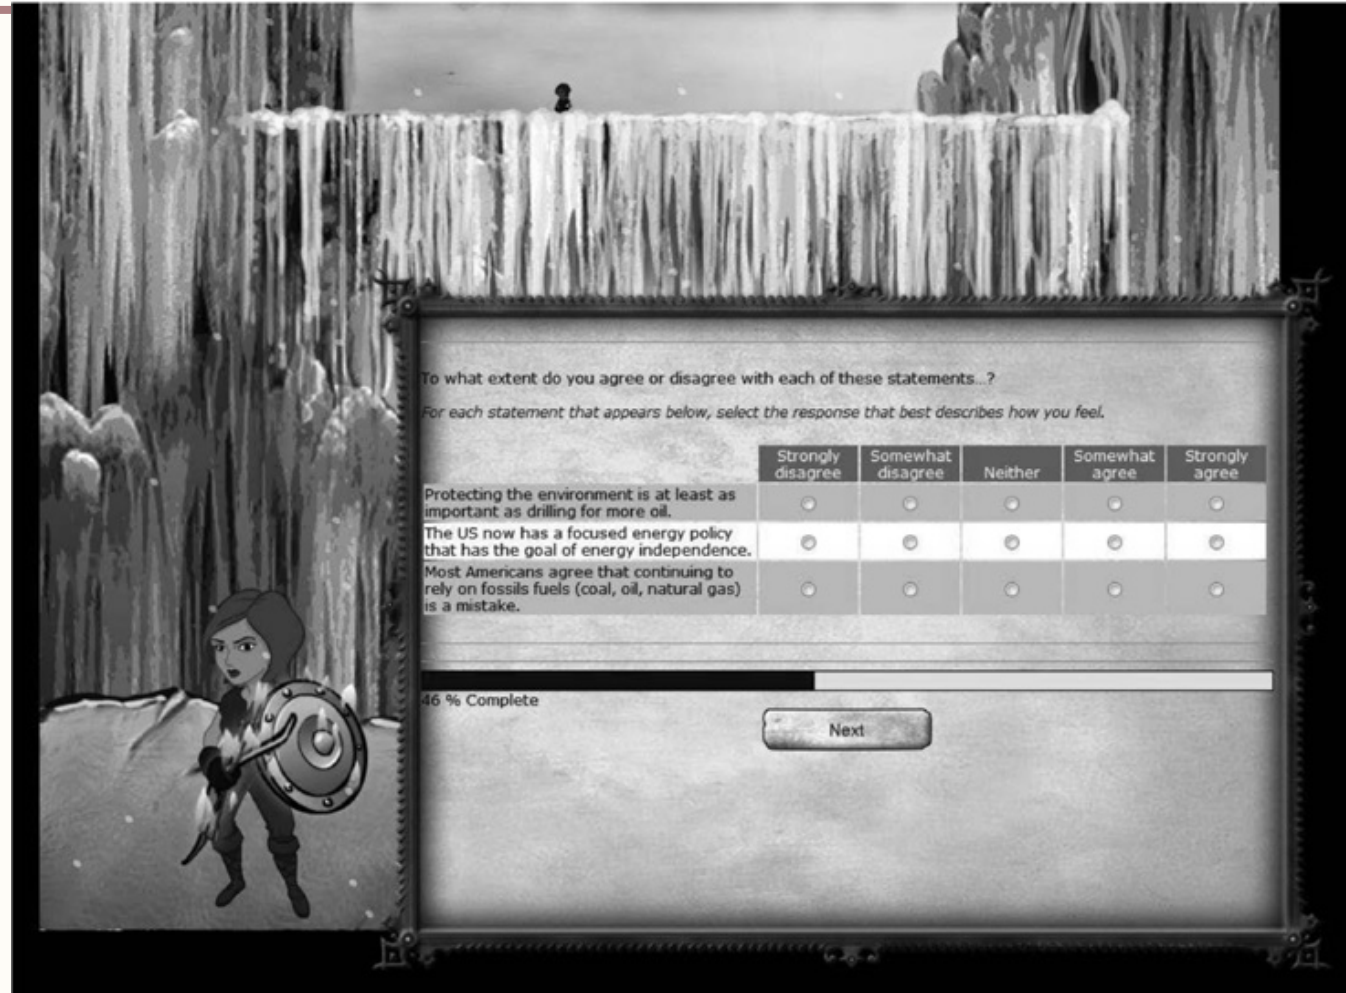 To what extent do you agree or disagree with each of these statements...?
For each statement that appears below, select the response that best describes how you feel.
Strongly disagree
Somewhat disagree
Neither
Somewhat agree
Strongly agree
Protecting the environment is at least as
important as drilling for more oil.
The US now has a focused energy policy
that has the goal of energy independence.
Most Americans agree that continuing to
rely on fossils fuels (coal, oil, natural gas)
is a mistake.
46 % Complete
Next